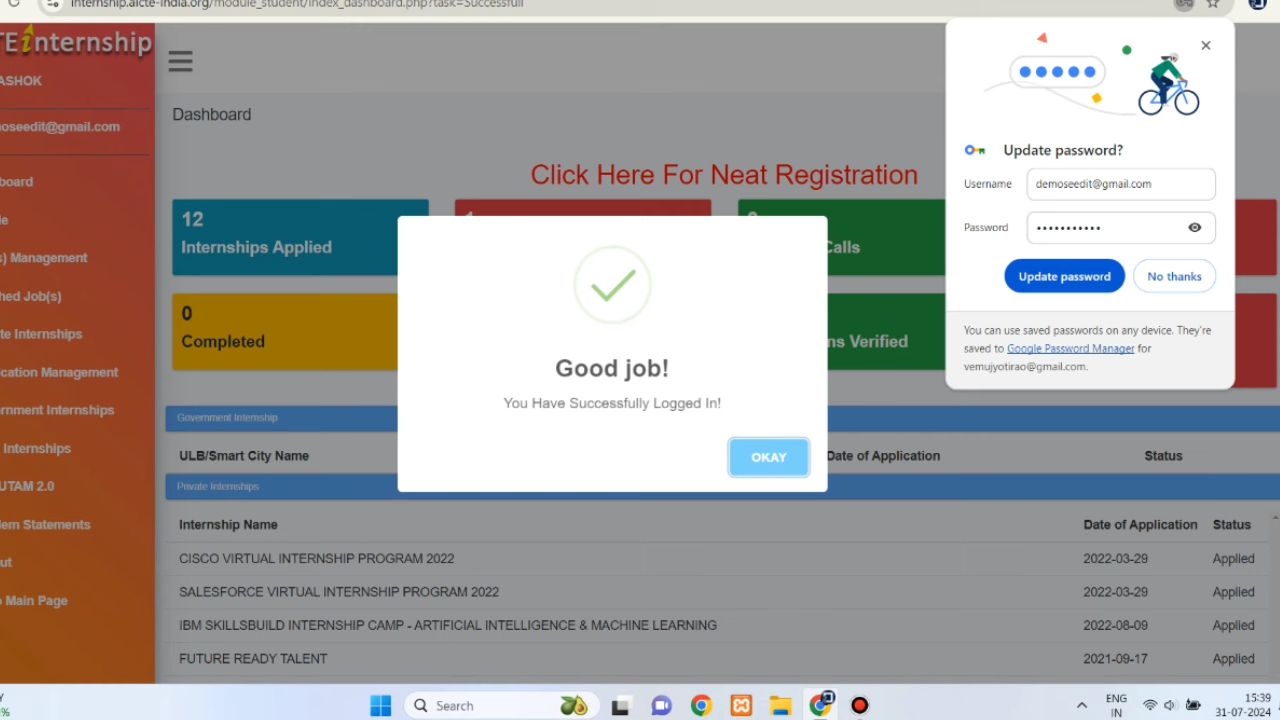 internship.aicte-india.org/module_student/index_dashboard.php?task=Successfull
TEinternship
ASHOK
moseedit@gmail.com
board
Dashboard
Click Here For Neat Registration
12
Internships Applied
Calls
0
Completed
ns Verified
Good job!
You Have Successfully Logged In!
OKAY
Update password?
Username
demoseedit@gmail.com
Password
•••••••••••
Update password
No thanks
You can use saved passwords on any device. They're
saved to Google Password Manager for
vemujyotirao@gmail.com.
le
s) Management
hed Job(s)
te Internships
ication Management
rnment Internships
Internships
UTAM 2.0
lem Statements
ut
o Main Page
Government Internship
ULB/Smart City Name
Date of Application
Status
Private Internships
Internship Name
Date of Application
Status
CISCO VIRTUAL INTERNSHIP PROGRAM 2022
2022-03-29
Applied
SALESFORCE VIRTUAL INTERNSHIP PROGRAM 2022
2022-03-29
Applied
IBM SKILLSBUILD INTERNSHIP CAMP - ARTIFICIAL INTELLIGENCE & MACHINE LEARNING
2022-08-09
Applied
FUTURE READY TALENT
2021-09-17
Applied
Search
ENG
IN
15:39
31-07-2024